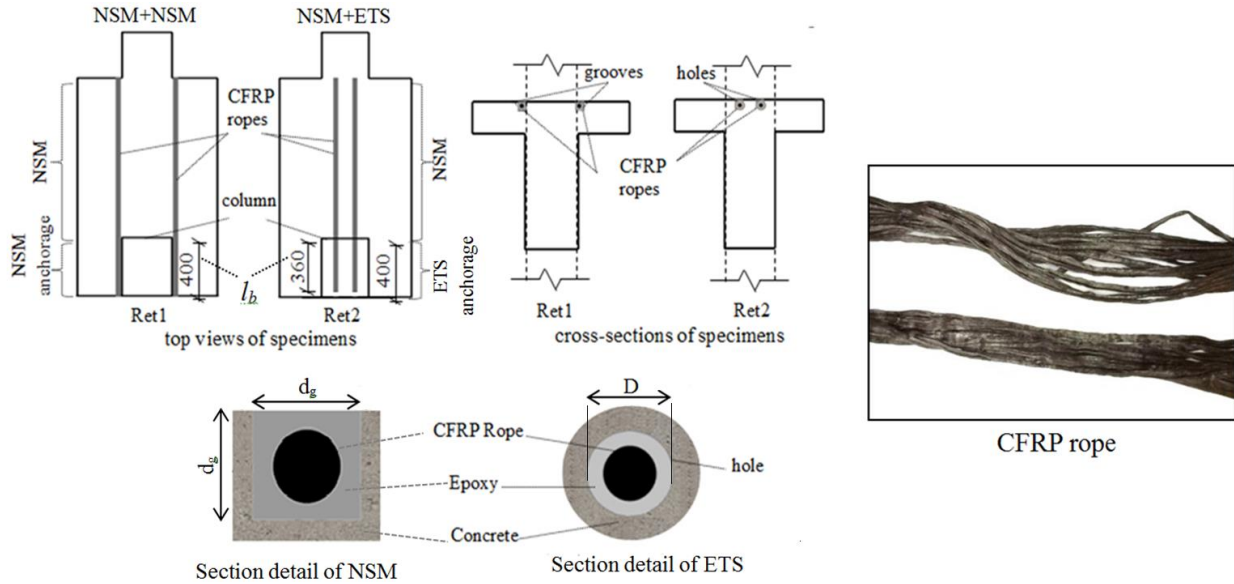 NSM+NSM
NSM+ETS
NSM
NSM
anchorage
CFRP
ropes
column
400
l_b
360
400
NSM
ETS
anchorage
Ret1
Ret2
top views of specimens
grooves
holes
CFRP
ropes
Ret1
Ret2
cross-sections of specimens
CFRP rope
d_g
d_g
D
CFRP Rope
hole
Epoxy
Concrete
Section detail of NSM
Section detail of ETS